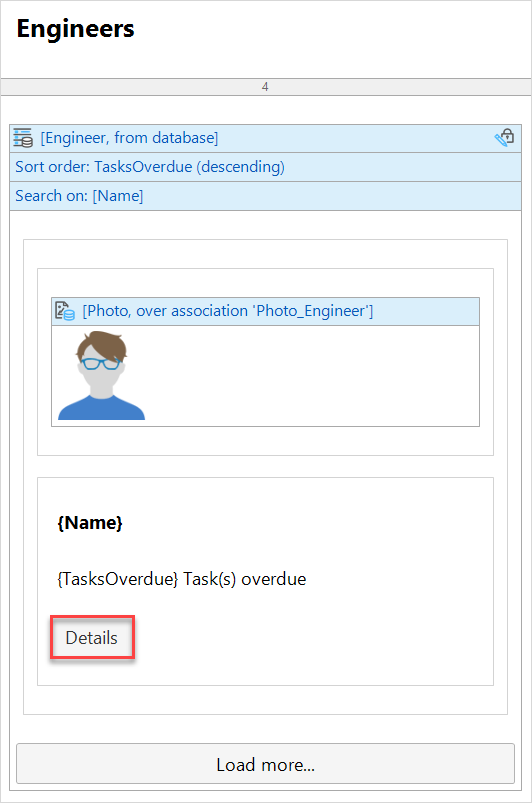 Engineers
4
[Engineer, from database]
Sort order: TasksOverdue (descending)
Search on: [Name]
[Photo, over association 'Photo_Engineer']
{Name}
{TasksOverdue} Task(s) overdue
Details
Load more...